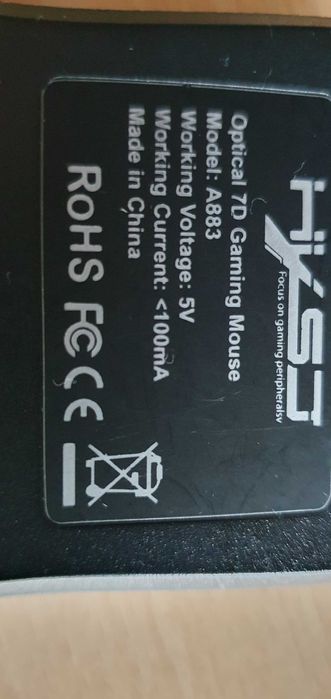 HXSJ
Focus on gaming peripheralsv
Optical 7D Gaming Mouse
Model: A883
Working Voltage: 5V
Working Current: <100mA
Made in China
RoHS FC CE